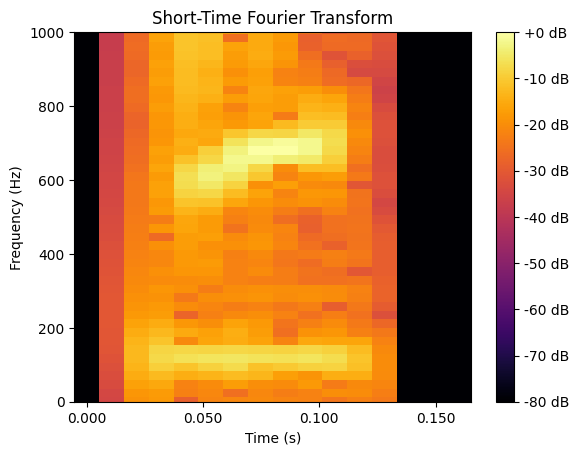 Short-Time Fourier Transform
1000
800
600
400
200
0
Frequency (Hz)
0.000
0.050
0.100
0.150
Time (s)
+0 dB
-10 dB
-20 dB
-30 dB
-40 dB
-50 dB
-60 dB
-70 dB
-80 dB